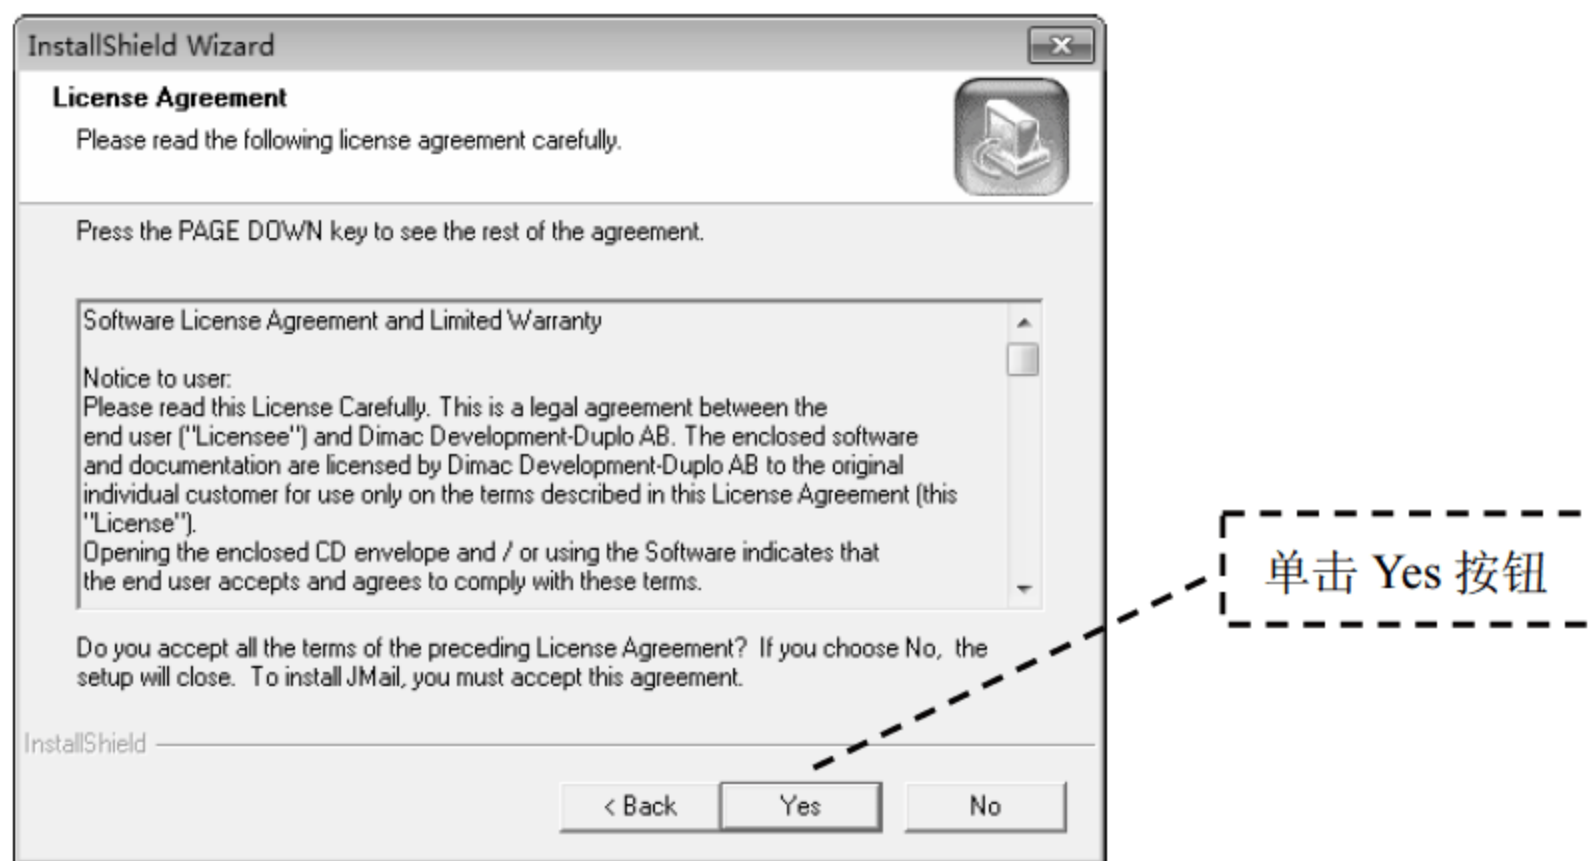 InstallShield Wizard
License Agreement
Please read the following license agreement carefully.
Press the PAGE DOWN key to see the rest of the agreement.
Software License Agreement and Limited Warranty
Notice to user:
Please read this License Carefully. This is a legal agreement between the
end user ("Licensee") and Dimac Development-Duplo AB. The enclosed software
and documentation are licensed by Dimac Development-Duplo AB to the original
individual customer for use only on the terms described in this License Agreement (this
"License").
Opening the enclosed CD envelope and / or using the Software indicates that
the end user accepts and agrees to comply with these terms.
Do you accept all the terms of the preceding License Agreement? If you choose No, the
setup will close. To install JMail, you must accept this agreement.
InstallShield
< Back
Yes
No
单击 Yes 按钮